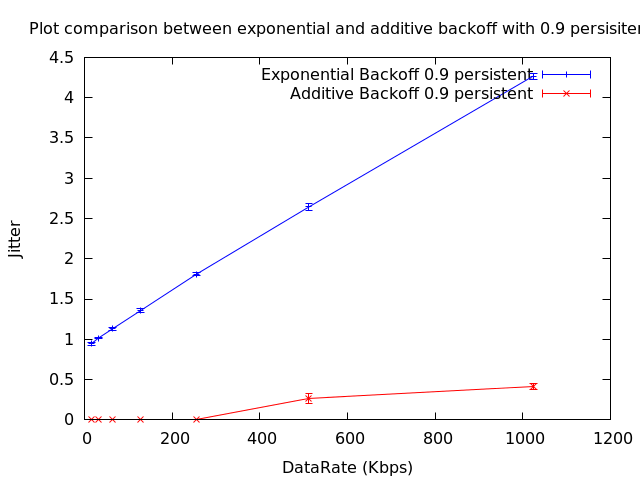 Plot comparison between exponential and additive backoff with 0.9
Exponential Backoff 0.9 persistent
Additive Backoff 0.9 persistent
4.5
4
3.5
3
2.5
2
1.5
1
0.5
0
Jitter
0 200 400 600 800 1000 1200
DataRate (Kbps)